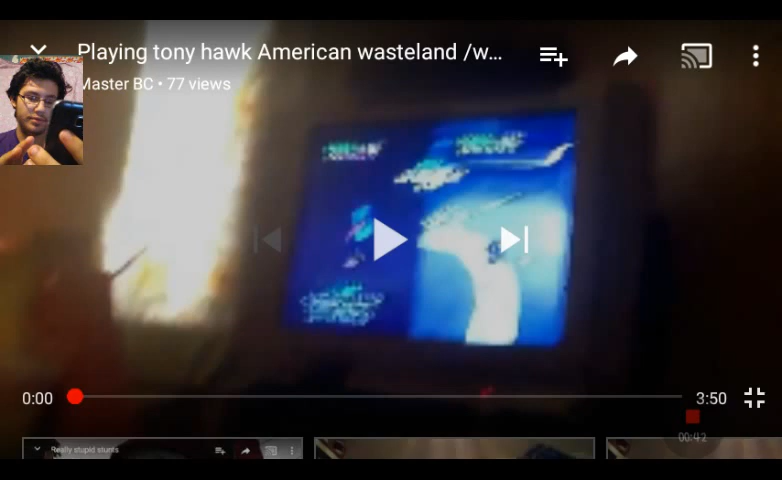 Playing tony hawk American wasteland /w...
Master BC • 77 views
0:00
3:50
00:42
Really stupid stunts